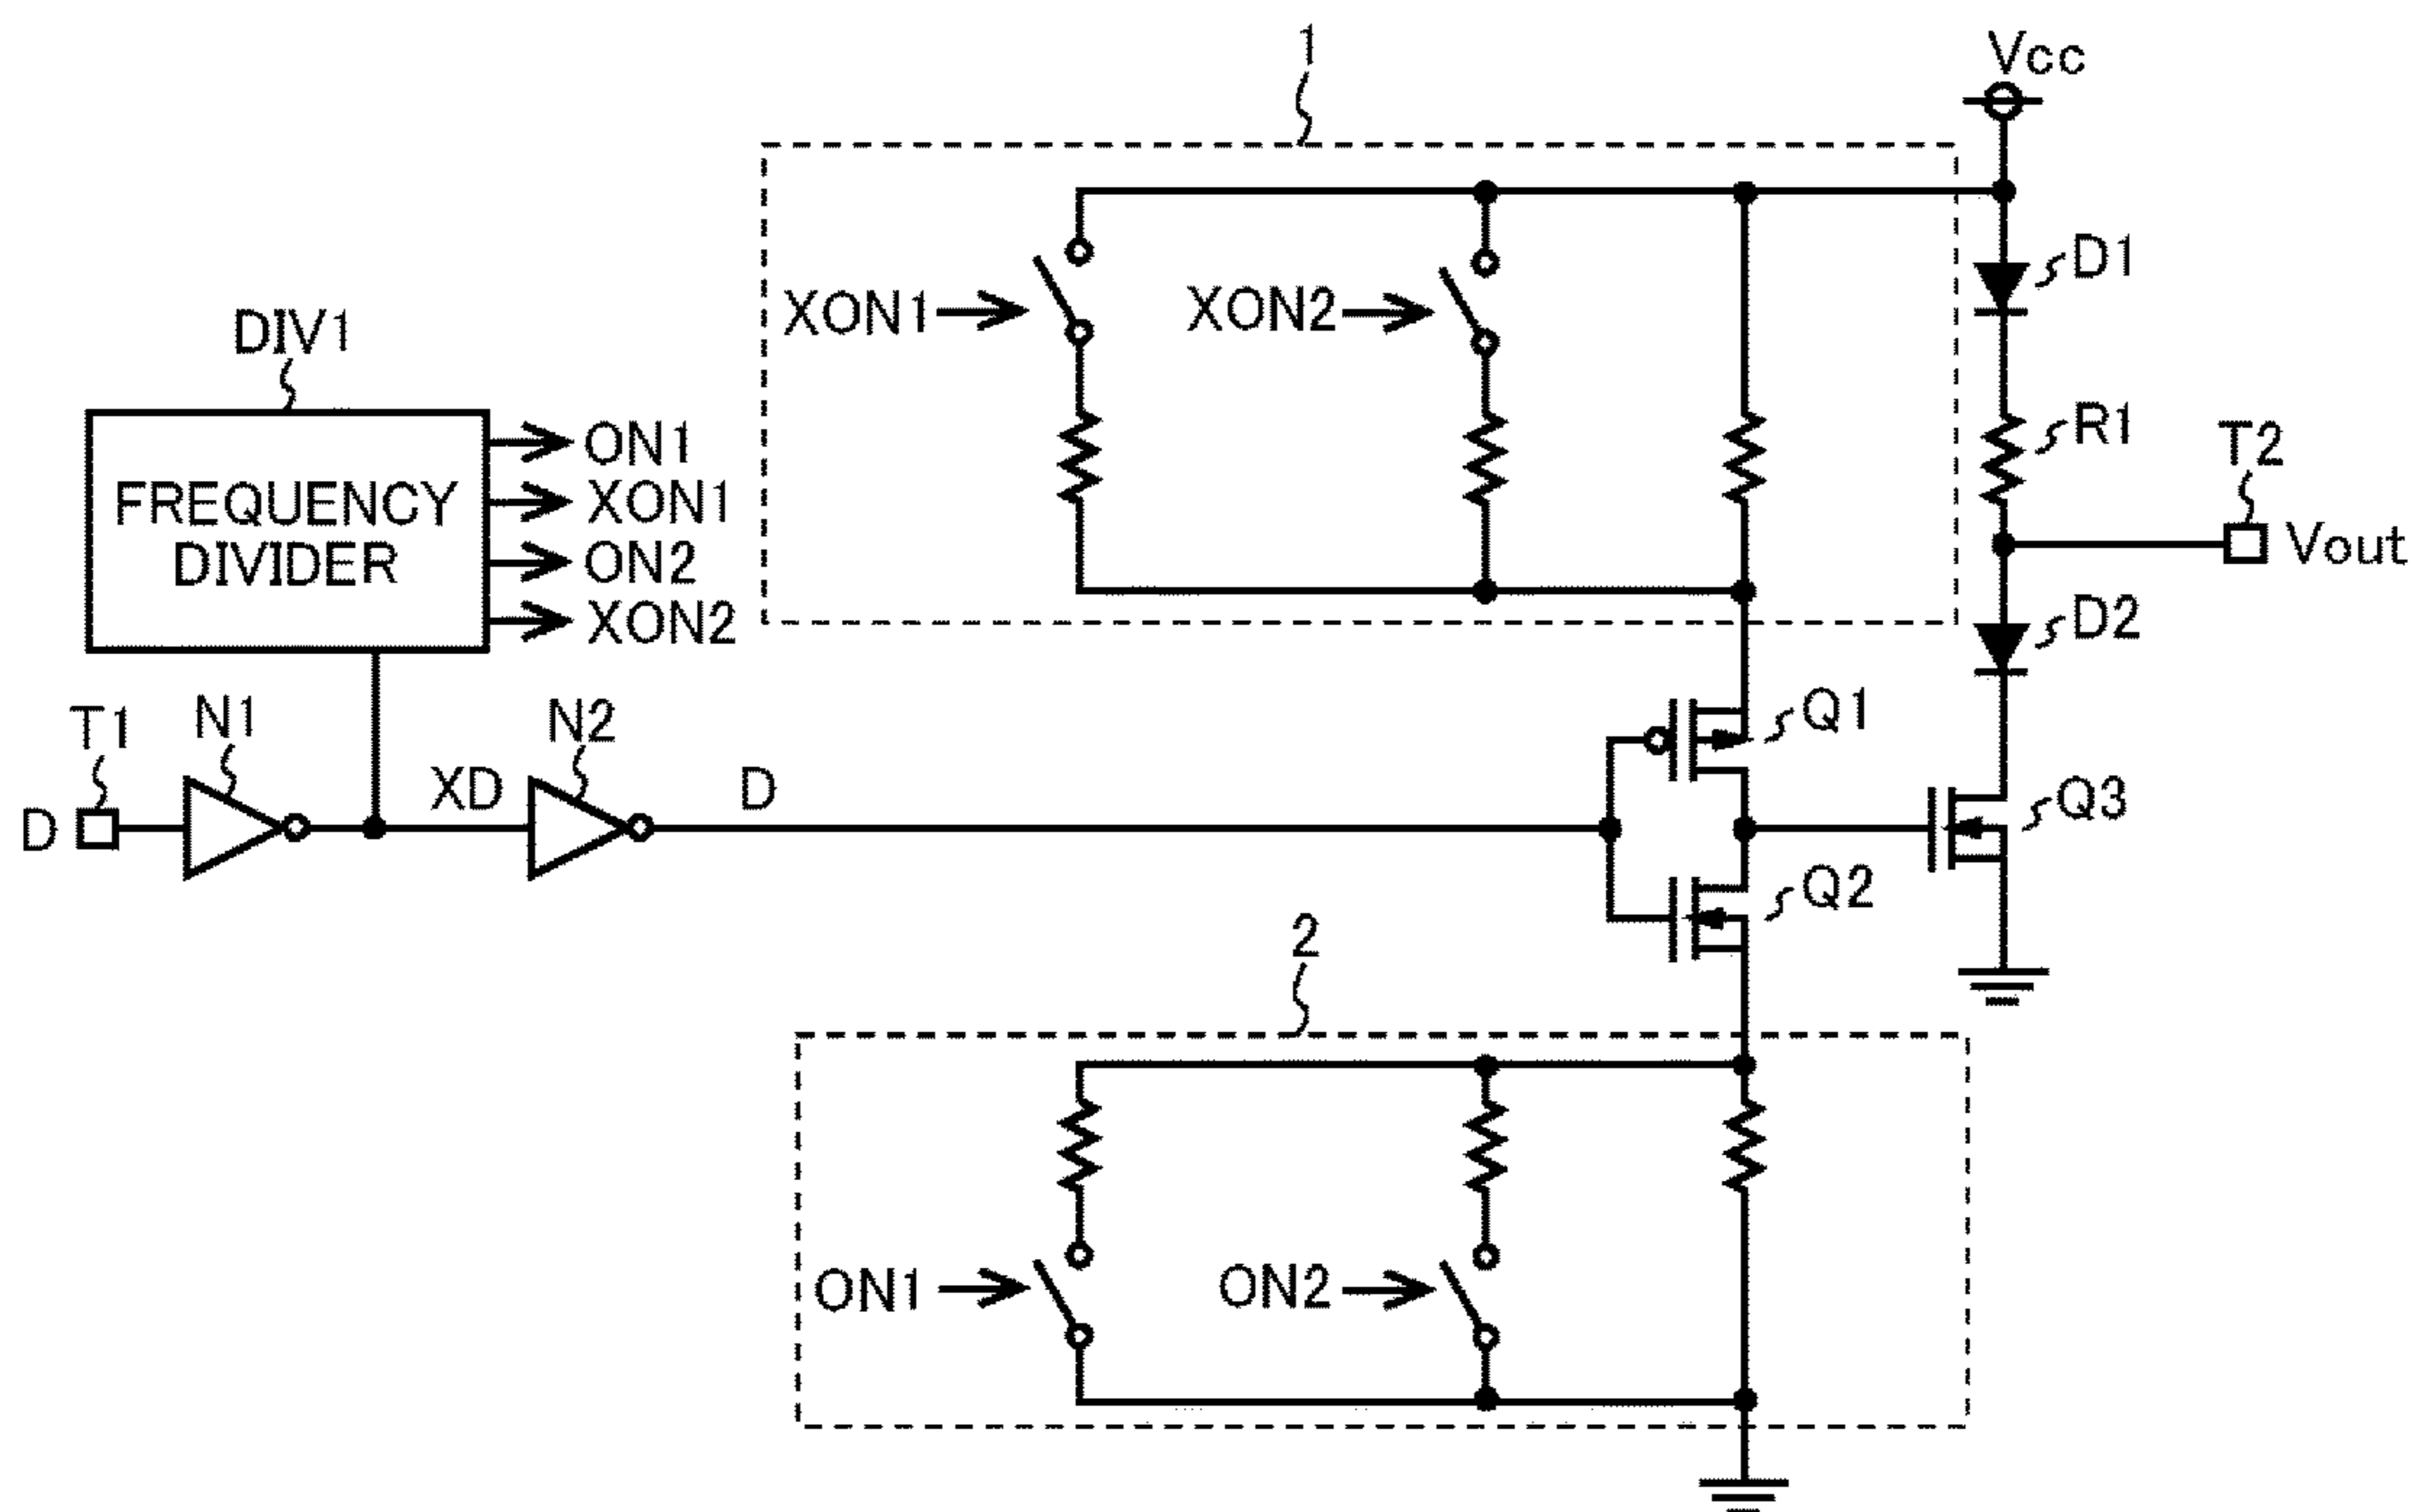 1
Vcc
D1
XON1
XON2
DIV1
R1
T2
ON1
FREQUENCY
DIVIDER
XON1
ON2
XON2
Vout
D2
T1
N1
N2
Q1
XD
D
Q3
D
Q2
2
ON1
ON2